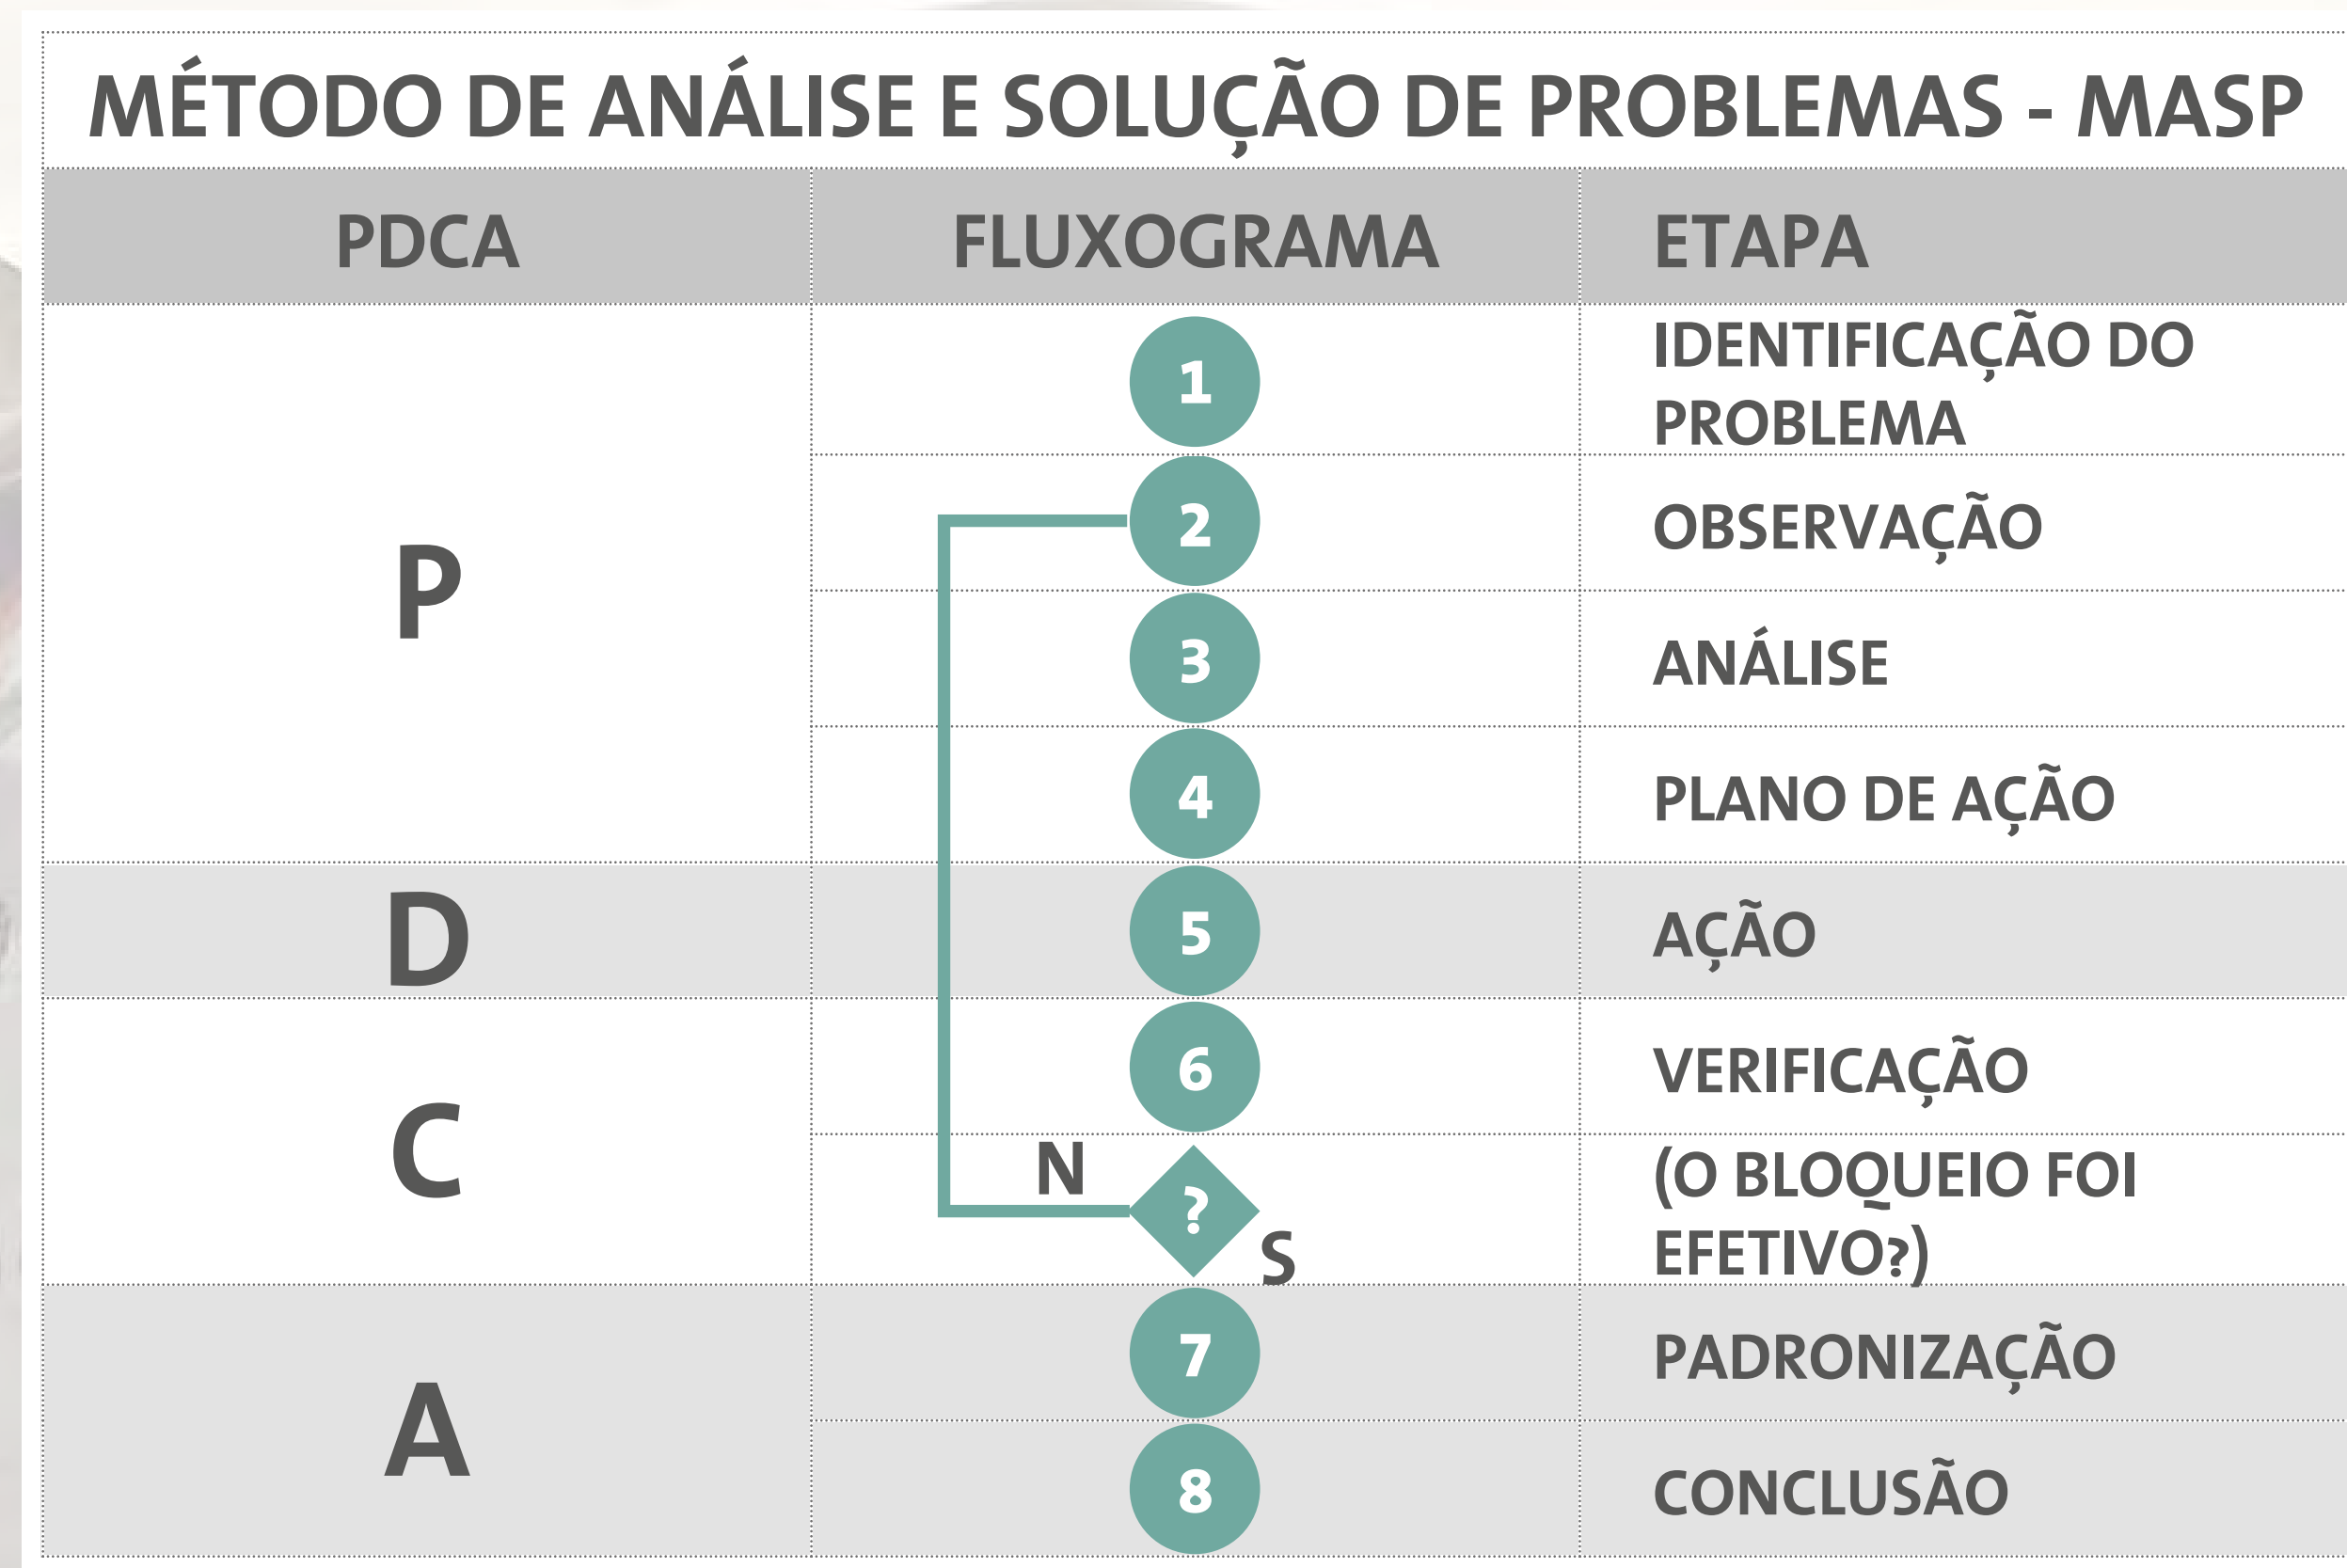 MÉTODO DE ANÁLISE E SOLUÇÃO DE PROBLEMAS - MASP
PDCA FLUXOGRAMA ETAPA
P
1 IDENTIFICAÇÃO DO
PROBLEMA
2 OBSERVAÇÃO
3 ANÁLISE
4 PLANO DE AÇÃO
D 5 AÇÃO
C
6 VERIFICAÇÃO
N ? S (O BLOQUEIO FOI
EFETIVO?)
A
7 PADRONIZAÇÃO
8 CONCLUSÃO